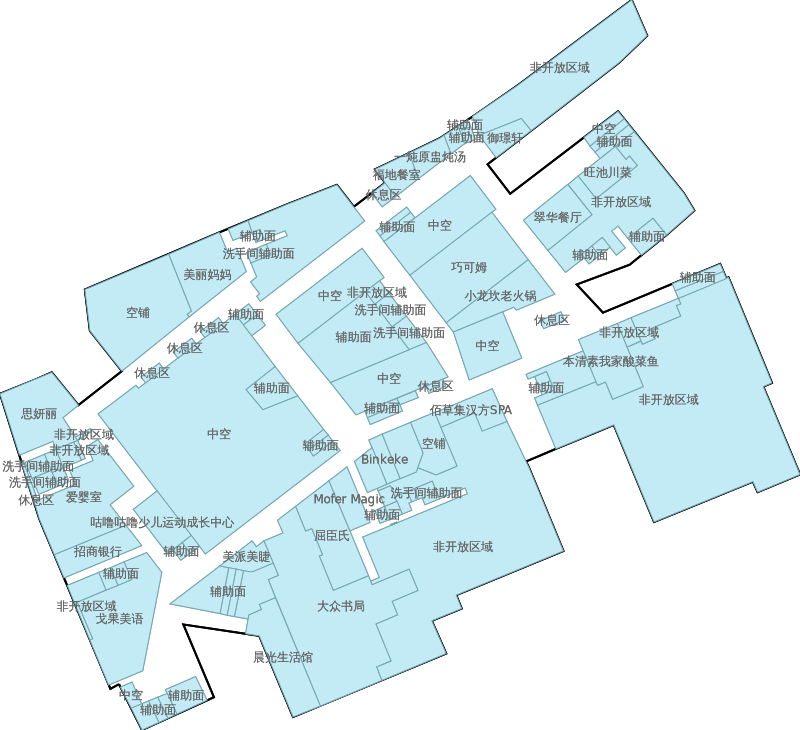 非开放区域
辅助面
辅助面
御璟轩
中空
辅助面
一炖原盅炖汤
福地餐室
旺池川菜
休息区
非开放区域
翠华餐厅
辅助面
中空
辅助面
辅助面
洗手间辅助面
辅助面
巧可姆
美丽妈妈
辅助面
中空
非开放区域
小龙坎老火锅
空铺
辅助面
洗手间辅助面
休息区
休息区
辅助面
洗手间辅助面
非开放区域
休息区
中空
本清素我家酸菜鱼
休息区
中空
辅助面
休息区
辅助面
非开放区域
思妍丽
辅助面
佰草集汉方SPA
非开放区域
中空
辅助面
空铺
非开放区域
Binkeke
洗手间辅助面
洗手间辅助面
休息区
爱婴室
Mofer Magic
洗手间辅助面
辅助面
咕噜咕噜少儿运动成长中心
屈臣氏
招商银行
辅助面
美派美睫
非开放区域
辅助面
辅助面
非开放区域
大众书局
戈果美语
晨光生活馆
中空
辅助面
辅助面